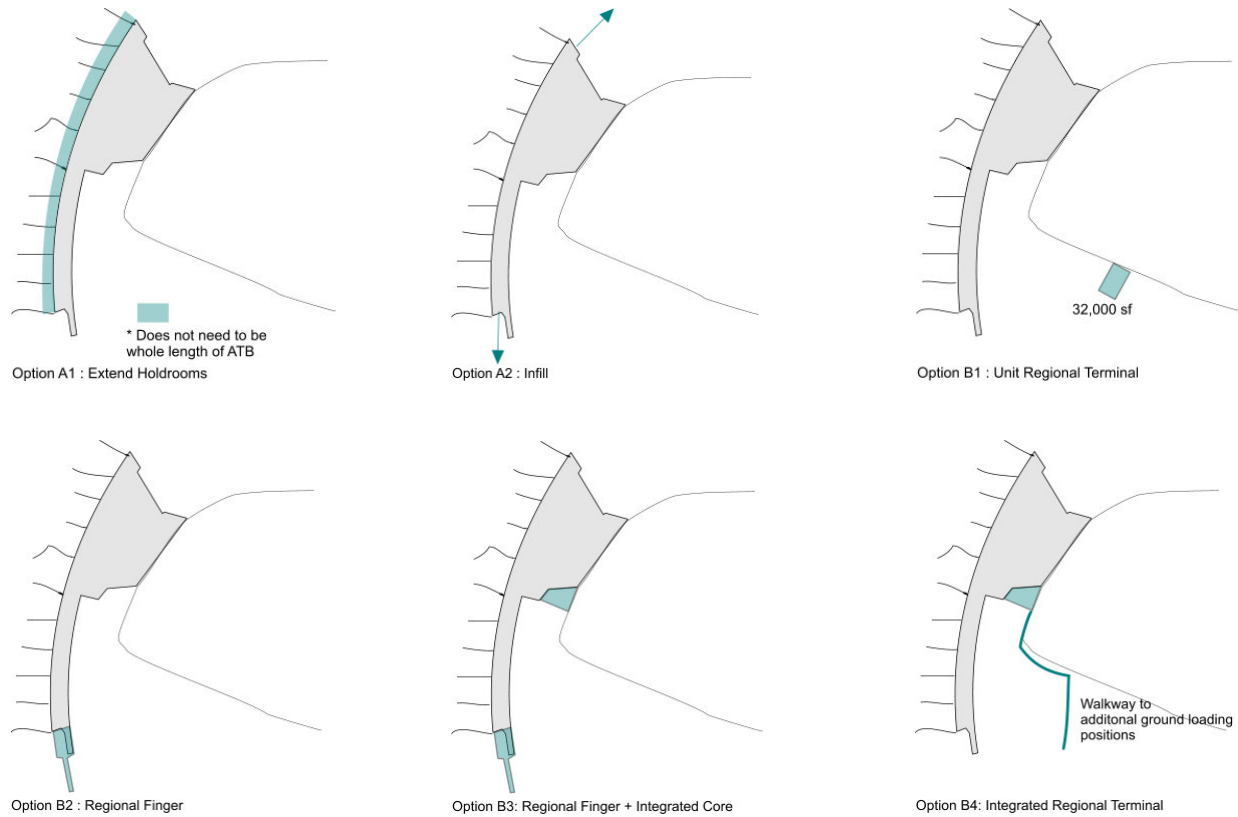 * Does not need to be
whole length of ATB
Option A1 : Extend Holdrooms
Option A2 : Infill
32,000 sf
Option B1 : Unit Regional Terminal
Option B2 : Regional Finger
Option B3: Regional Finger + Integrated Core
Walkway to
additonal ground loading
positions
Option B4: Integrated Regional Terminal